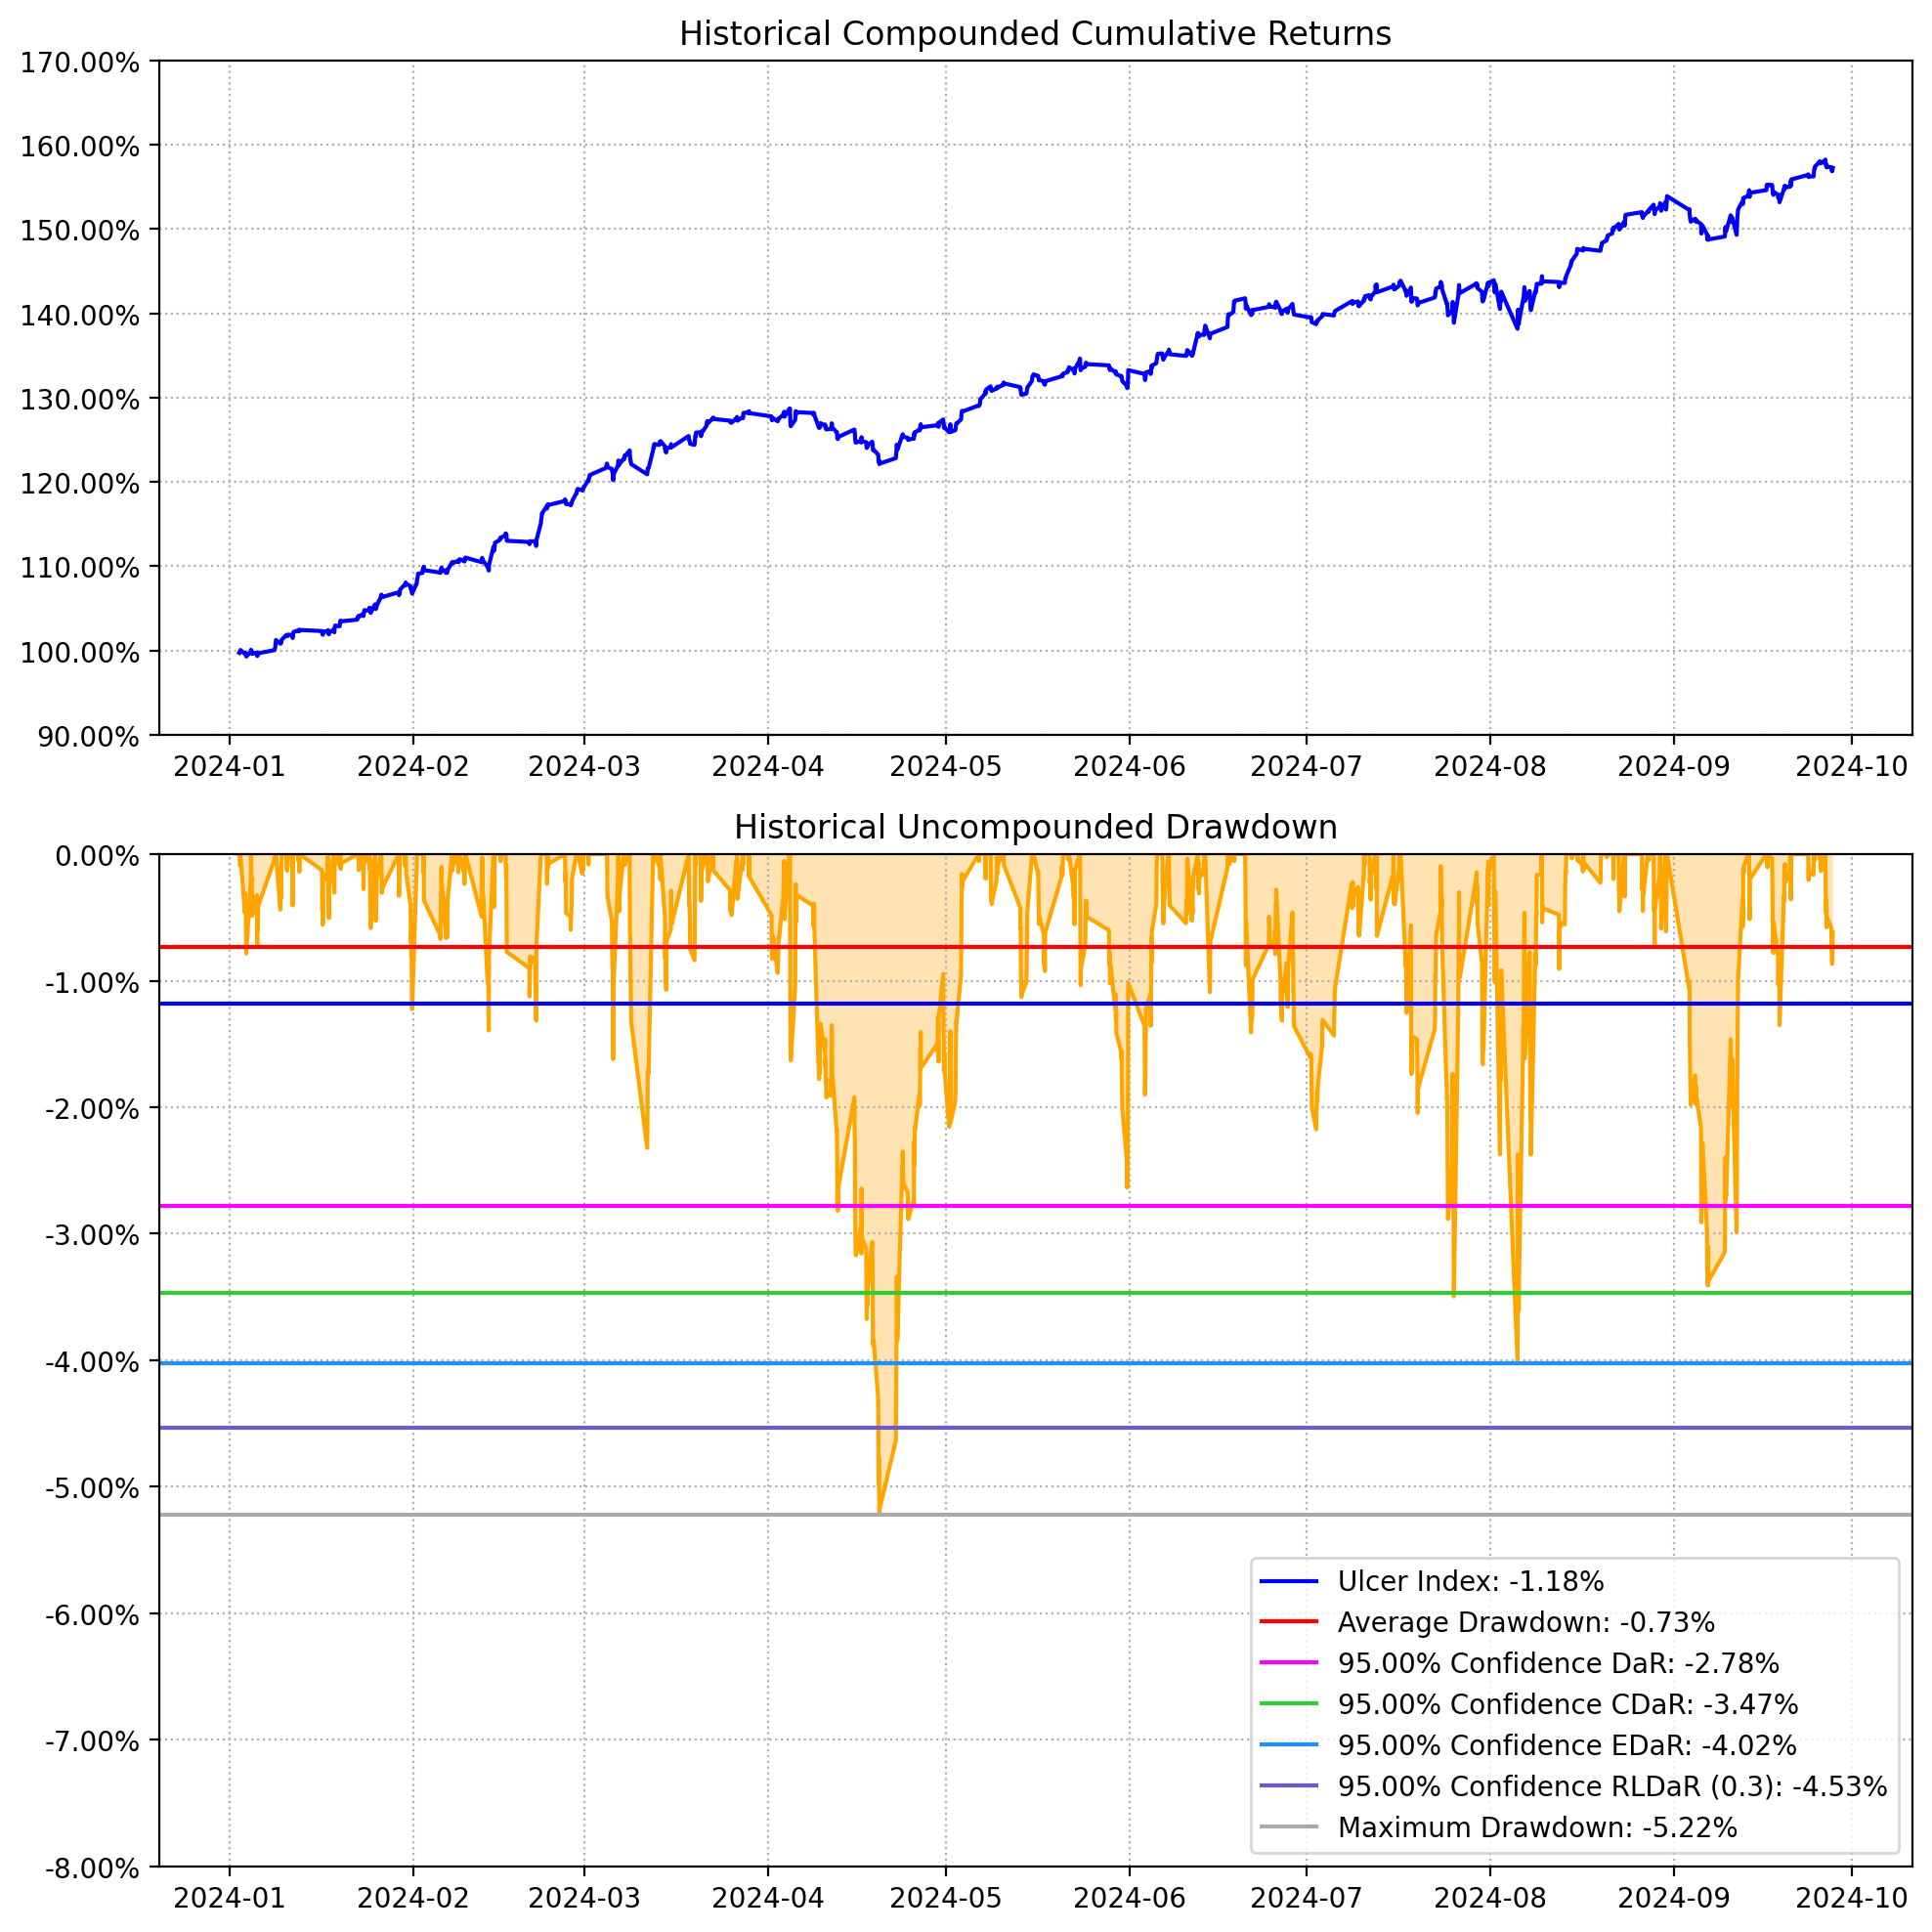 Historical Compounded Cumulative Returns
170.00%
160.00%
150.00%
140.00%
130.00%
120.00%
110.00%
100.00%
90.00%
2024-01 2024-02 2024-03 2024-04 2024-05 2024-06 2024-07 2024-08 2024-09 2024-10
Historical Uncompounded Drawdown
0.00%
-1.00%
-2.00%
-3.00%
-4.00%
-5.00%
-6.00%
-7.00%
-8.00%
Ulcer Index: -1.18%
Average Drawdown: -0.73%
95.00% Confidence DaR: -2.78%
95.00% Confidence CDaR: -3.47%
95.00% Confidence EDaR: -4.02%
95.00% Confidence RLDaR (0.3): -4.53%
Maximum Drawdown: -5.22%
2024-01 2024-02 2024-03 2024-04 2024-05 2024-06 2024-07 2024-08 2024-09 2024-10